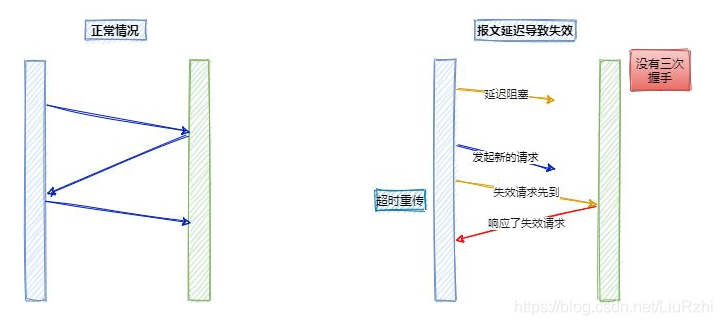 正常情况
报文延迟导致失效
没有三次
握手
延迟阻塞
发起新的请求
超时重传
失效请求先到
响应了失效请求
https://blog.csdn.net/LiuRzhi